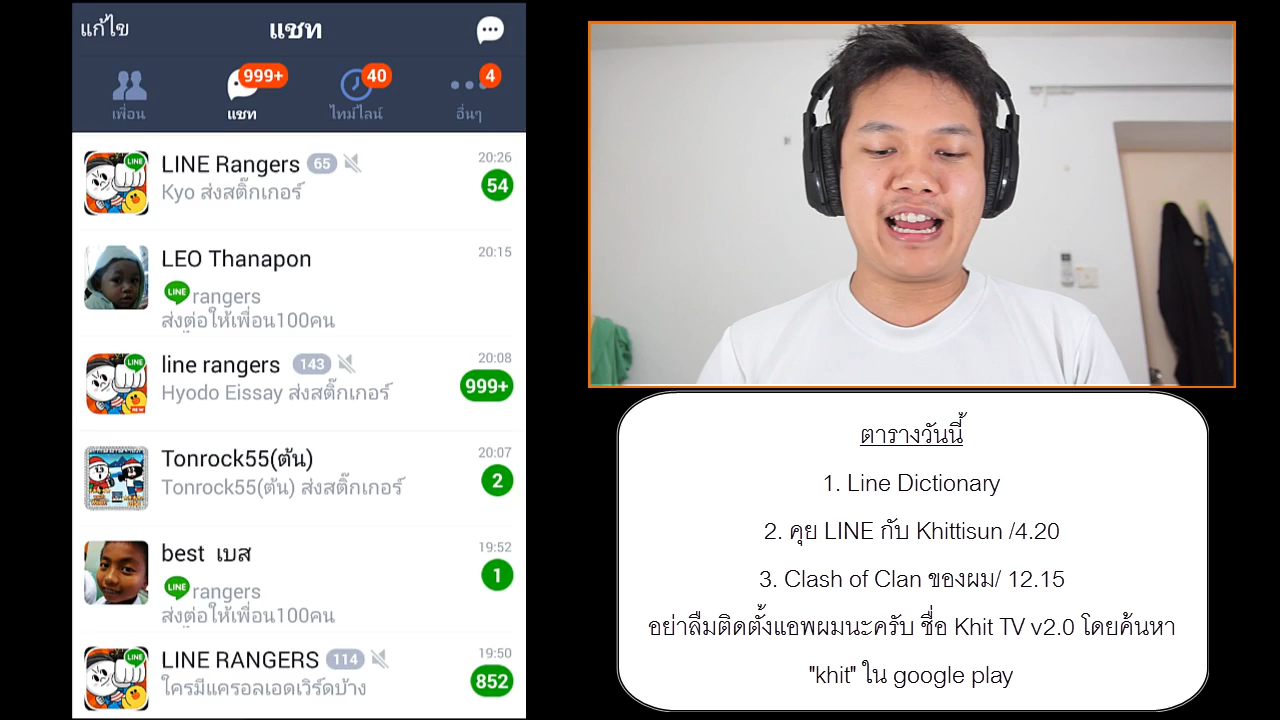 แก้ไข
แชท
999+
40
4
เพื่อน
แชท
ไทม์ไลน์
อื่นๆ
LINE Rangers 65
20:26
Kyo ส่งสติ๊กเกอร์
54
LEO Thanapon
20:15
LINE rangers
ส่งต่อให้เพื่อน100คน
line rangers 143
20:08
Hyodo Eissay ส่งสติ๊กเกอร์
999+
Tonrock55(ต้น)
20:07
Tonrock55(ต้น) ส่งสติ๊กเกอร์
2
best เบส
19:52
LINE rangers
1
ส่งต่อให้เพื่อน100คน
LINE RANGERS 114
19:50
ใครมีแครอลเอดเวิร์ดบ้าง
852
ตารางวันนี้
1. Line Dictionary
2. คุย LINE กับ Khittisun /4.20
3. Clash of Clan ของผม/ 12.15
อย่าลืมติดตั้งแอพผมนะครับ ชื่อ Khit TV v2.0 โดยค้นหา
"khit" ใน google play